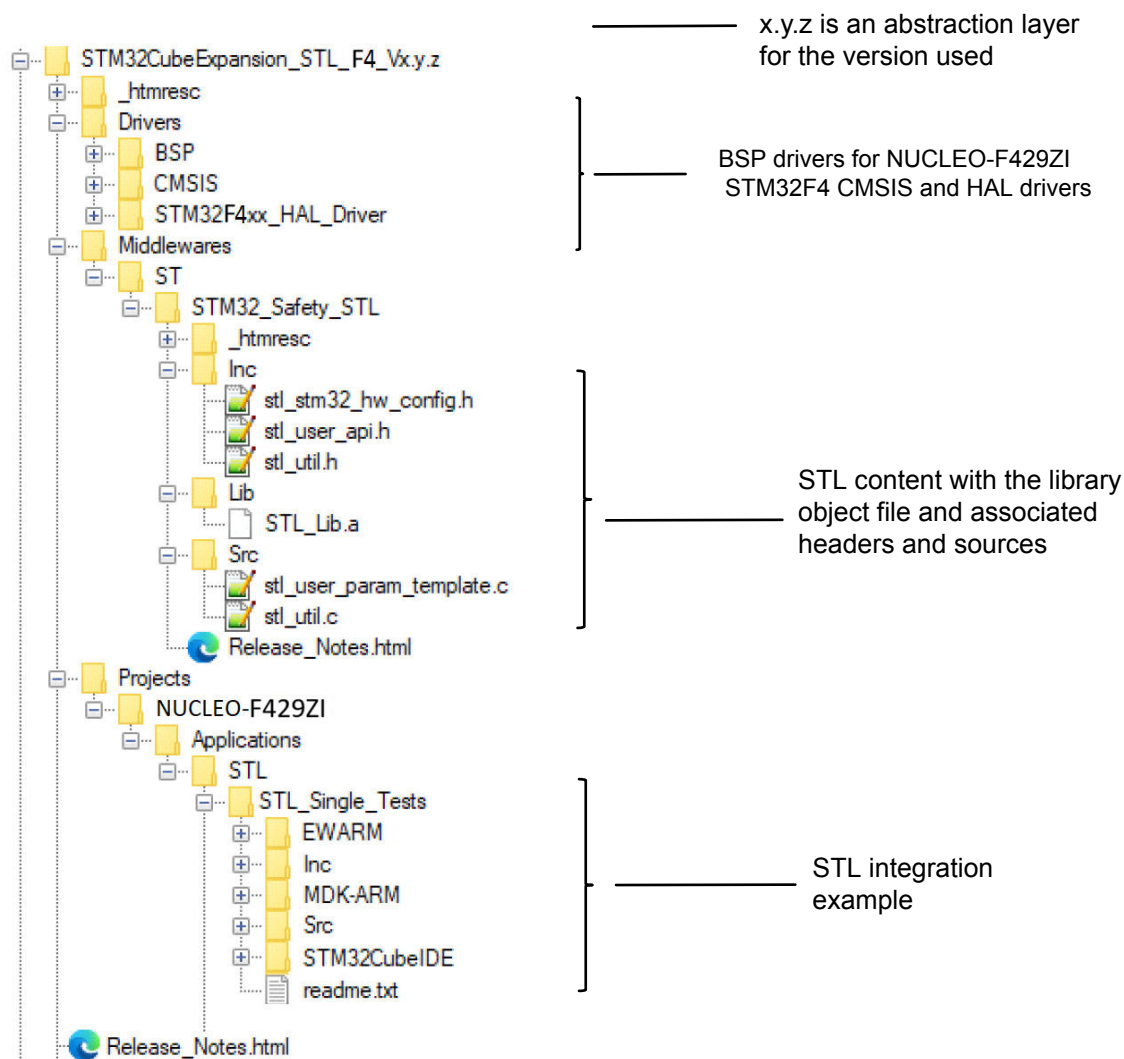 x.y.z is an abstraction layer
for the version used
STM32CubeExpansion_STL_F4_Vx.y.z
_htmresc
Drivers
BSP
CMSIS
STM32F4xx_HAL_Driver
BSP drivers for NUCLEO-F429ZI
STM32F4 CMSIS and HAL drivers
Middlewares
ST
STM32_Safety_STL
_htmresc
Inc
stl_stm32_hw_config.h
stl_user_api.h
stl_util.h
Lib
STL_Lib.a
Src
stl_user_param_template.c
stl_util.c
Release_Notes.html
STL content with the library
object file and associated
headers and sources
Projects
NUCLEO-F429ZI
Applications
STL
STL_Single_Tests
EWARM
Inc
MDK-ARM
Src
STM32CubeIDE
readme.txt
STL integration
example
Release_Notes.html